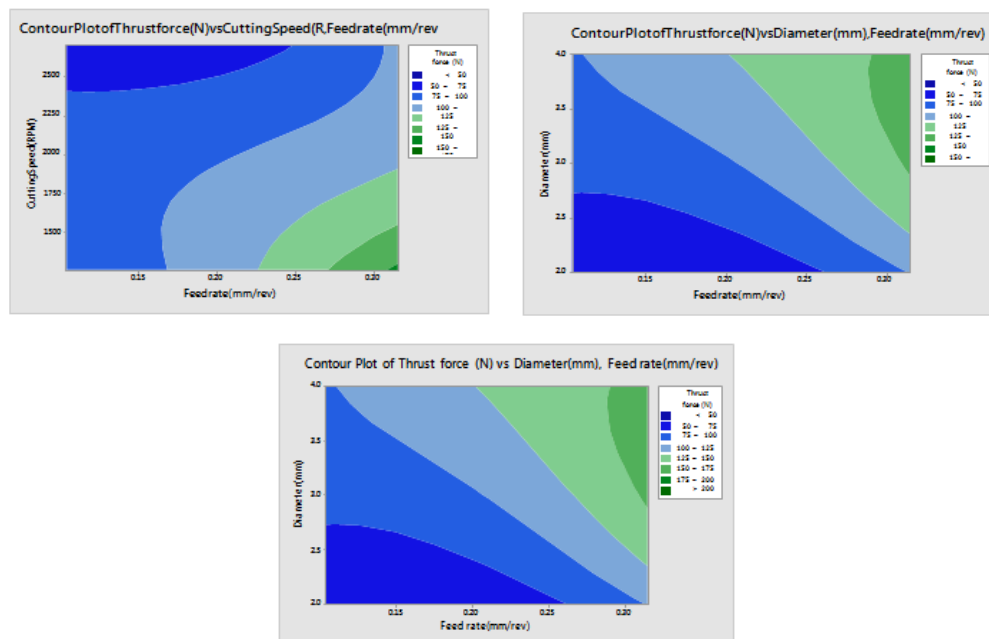 ContourPlotofThrustforce(N)vsCuttingSpeed(R,Feedrate(mm/rev
Thrust
force (N)
< 50
50 – 75
75 – 100
100 –
125
125 –
150
150 –
2500
2250
2000
1750
1500
CuttingSpeed(RPM)
0.15
0.20
0.25
0.30
Feedrate(mm/rev)
ContourPlotofThrustforce(N)vsDiameter(mm),Feedrate(mm/rev)
Thrust
force (N)
< 50
50 – 75
75 – 100
100 –
125
125 –
150
150 –
4.0
3.5
3.0
2.5
2.0
Diameter(mm)
0.15
0.20
0.25
0.30
Feedrate(mm/rev)
Contour Plot of Thrust force (N) vs Diameter(mm), Feed rate(mm/rev)
Thrust
force (N)
< 50
50 – 75
75 – 100
100 – 125
125 – 150
150 – 175
175 – 200
> 200
4.0
3.5
3.0
2.5
2.0
Diameter(mm)
0.15
0.20
0.25
0.30
Feed rate(mm/rev)